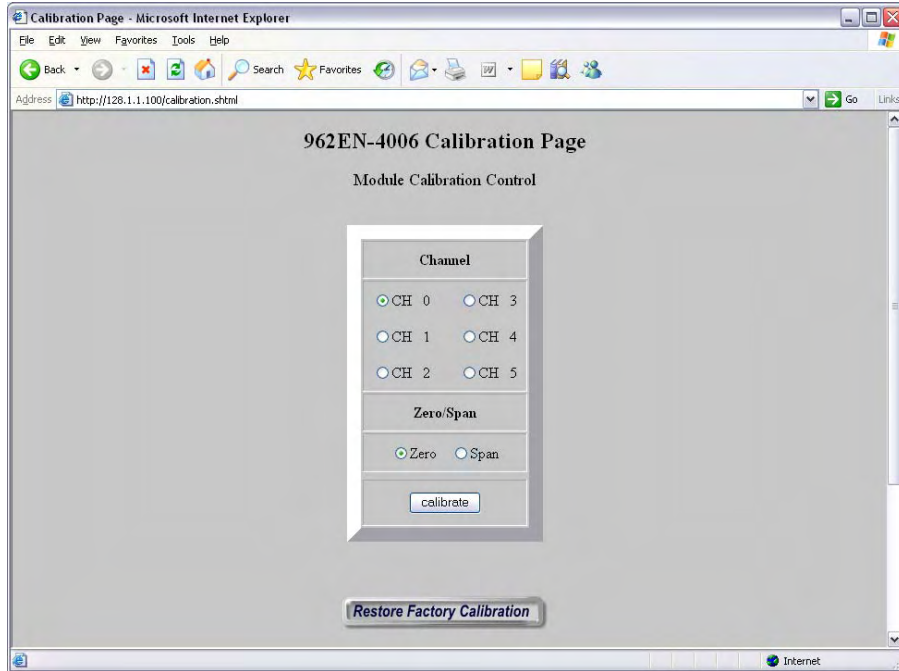 Calibration Page - Microsoft Internet Explorer
File Edit View Favorites Tools Help
Back Search Favorites
Address http://128.1.1.100/calibration.shtml Go Links
962EN-4006 Calibration Page
Module Calibration Control
Channel
CH 0 CH 3
CH 1 CH 4
CH 2 CH 5
Zero/Span
Zero Span
calibrate
Restore Factory Calibration
Internet